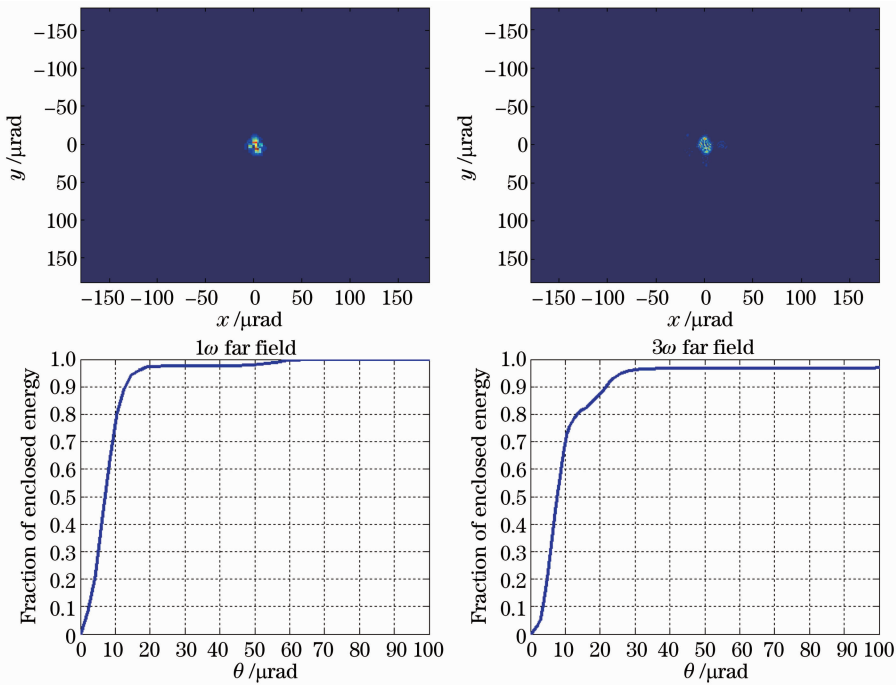 −150
−100
−50
0
50
100
150
y /μrad
−150 −100 −50 0 50 100 150
x /μrad
−150
−100
−50
0
50
100
150
y /μrad
−150 −100 −50 0 50 100 150
x /μrad
1ω far field
1.0
0.9
0.8
0.7
0.6
0.5
0.4
0.3
0.2
0.1
0
Fraction of enclosed energy
0 10 20 30 40 50 60 70 80 90 100
θ /μrad
3ω far field
1.0
0.9
0.8
0.7
0.6
0.5
0.4
0.3
0.2
0.1
0
Fraction of enclosed energy
0 10 20 30 40 50 60 70 80 90 100
θ /μrad